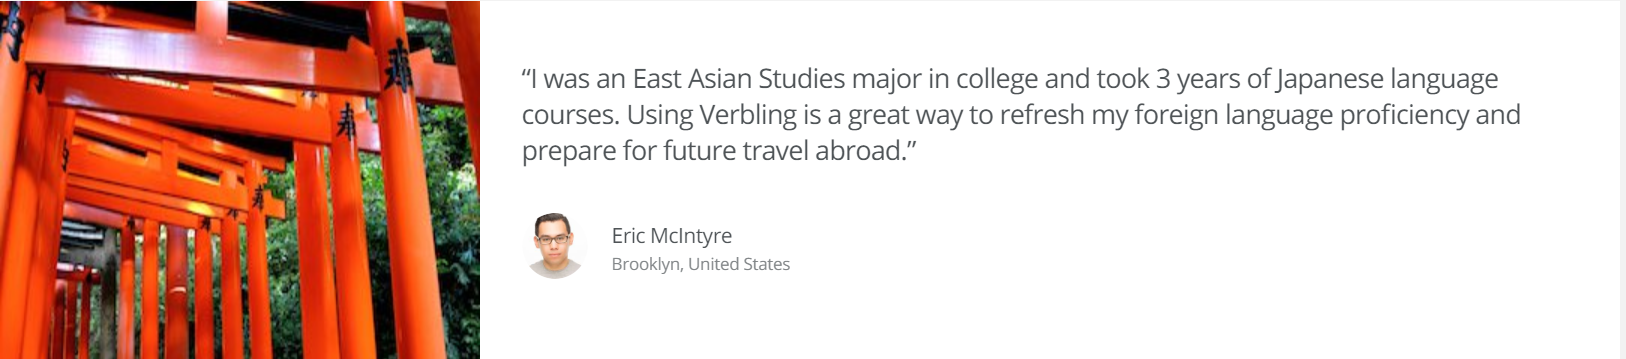 “I was an East Asian Studies major in college and took 3 years of Japanese language
courses. Using Verbling is a great way to refresh my foreign language proficiency and
prepare for future travel abroad.”
Eric McIntyre
Brooklyn, United States